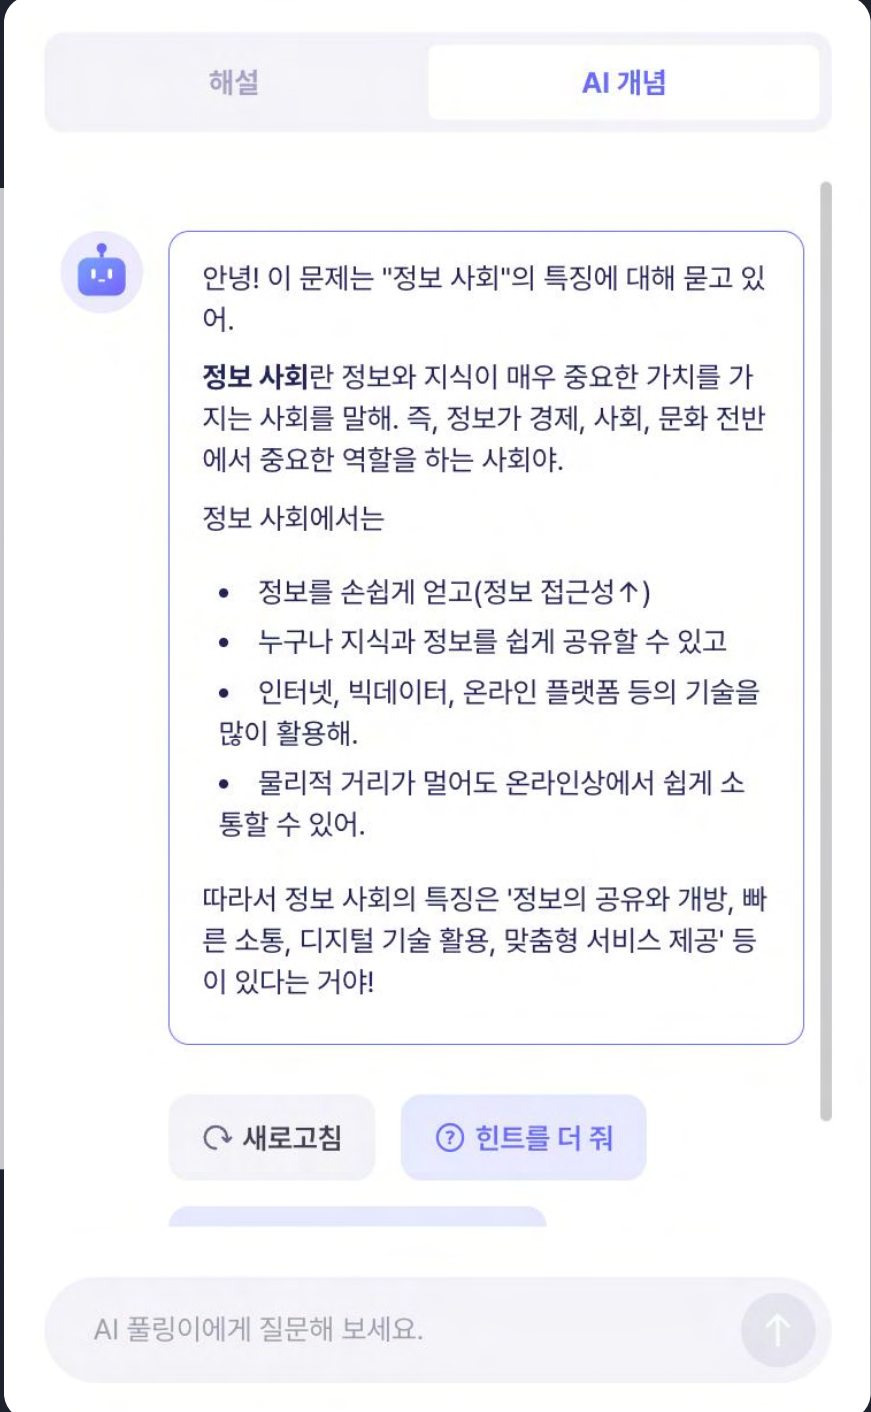 해설
AI 개념
안녕! 이 문제는 "정보 사회"의 특징에 대해 묻고 있
어.
정보 사회란 정보와 지식이 매우 중요한 가치를 가
지는 사회를 말해. 즉, 정보가 경제, 사회, 문화 전반
에서 중요한 역할을 하는 사회야.
정보 사회에서는
• 정보를 손쉽게 얻고(정보 접근성↑)
• 누구나 지식과 정보를 쉽게 공유할 수 있고
• 인터넷, 빅데이터, 온라인 플랫폼 등의 기술을
많이 활용해.
• 물리적 거리가 멀어도 온라인상에서 쉽게 소
통할 수 있어.
따라서 정보 사회의 특징은 '정보의 공유와 개방, 빠
른 소통, 디지털 기술 활용, 맞춤형 서비스 제공' 등
이 있다는 거야!
새로고침
힌트를 더 줘
AI 풀링이에게 질문해 보세요.